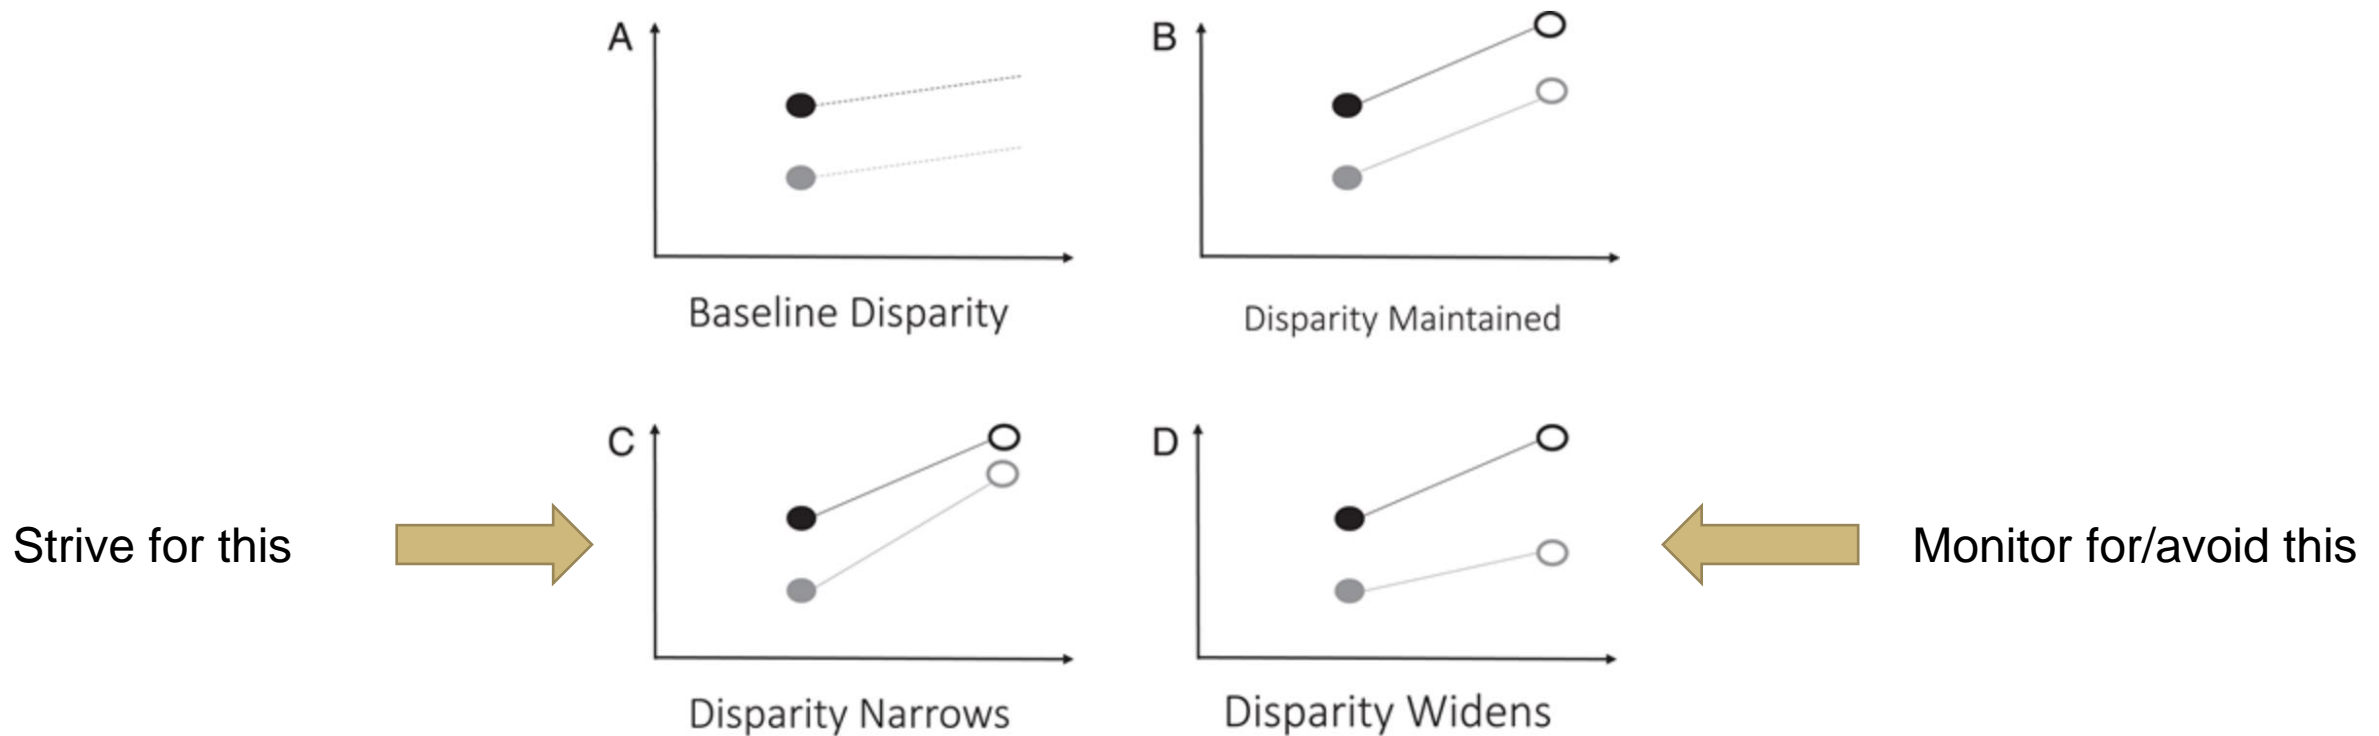 A
B
Baseline Disparity
Disparity Maintained
C
D
Strive for this
Monitor for/avoid this
Disparity Narrows
Disparity Widens